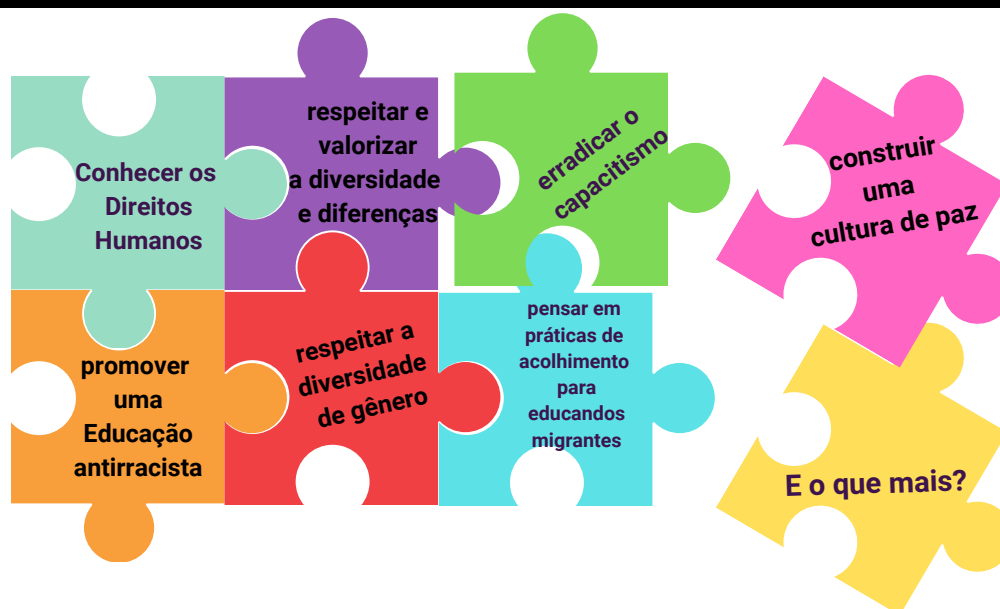 Conhecer os
Direitos
Humanos
respeitar e
valorizar
a diversidade
e diferenças
erradicar o
capacitismo
construir
uma
cultura de paz
promover
uma
Educação
antirracista
respeitar a
diversidade
de gênero
pensar em
práticas de
acolhimento
para
educandos
migrantes
E o que mais?